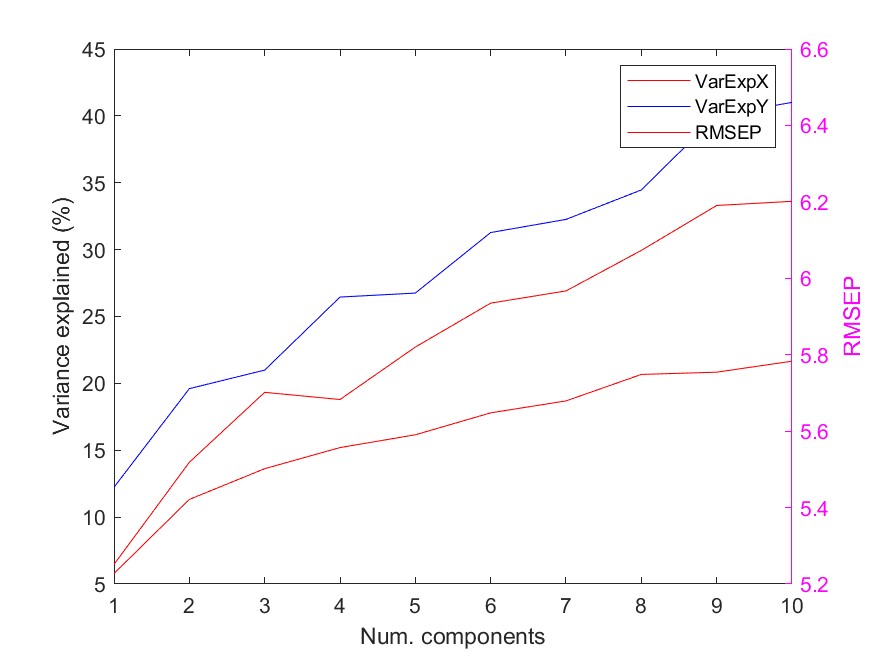 45
40
35
30
25
20
15
10
5
Variance explained (%)
VarExpX
VarExpY
RMSEP
6.6
6.4
6.2
6
5.8
5.6
5.4
5.2
RMSEP
1 2 3 4 5 6 7 8 9 10
Num. components